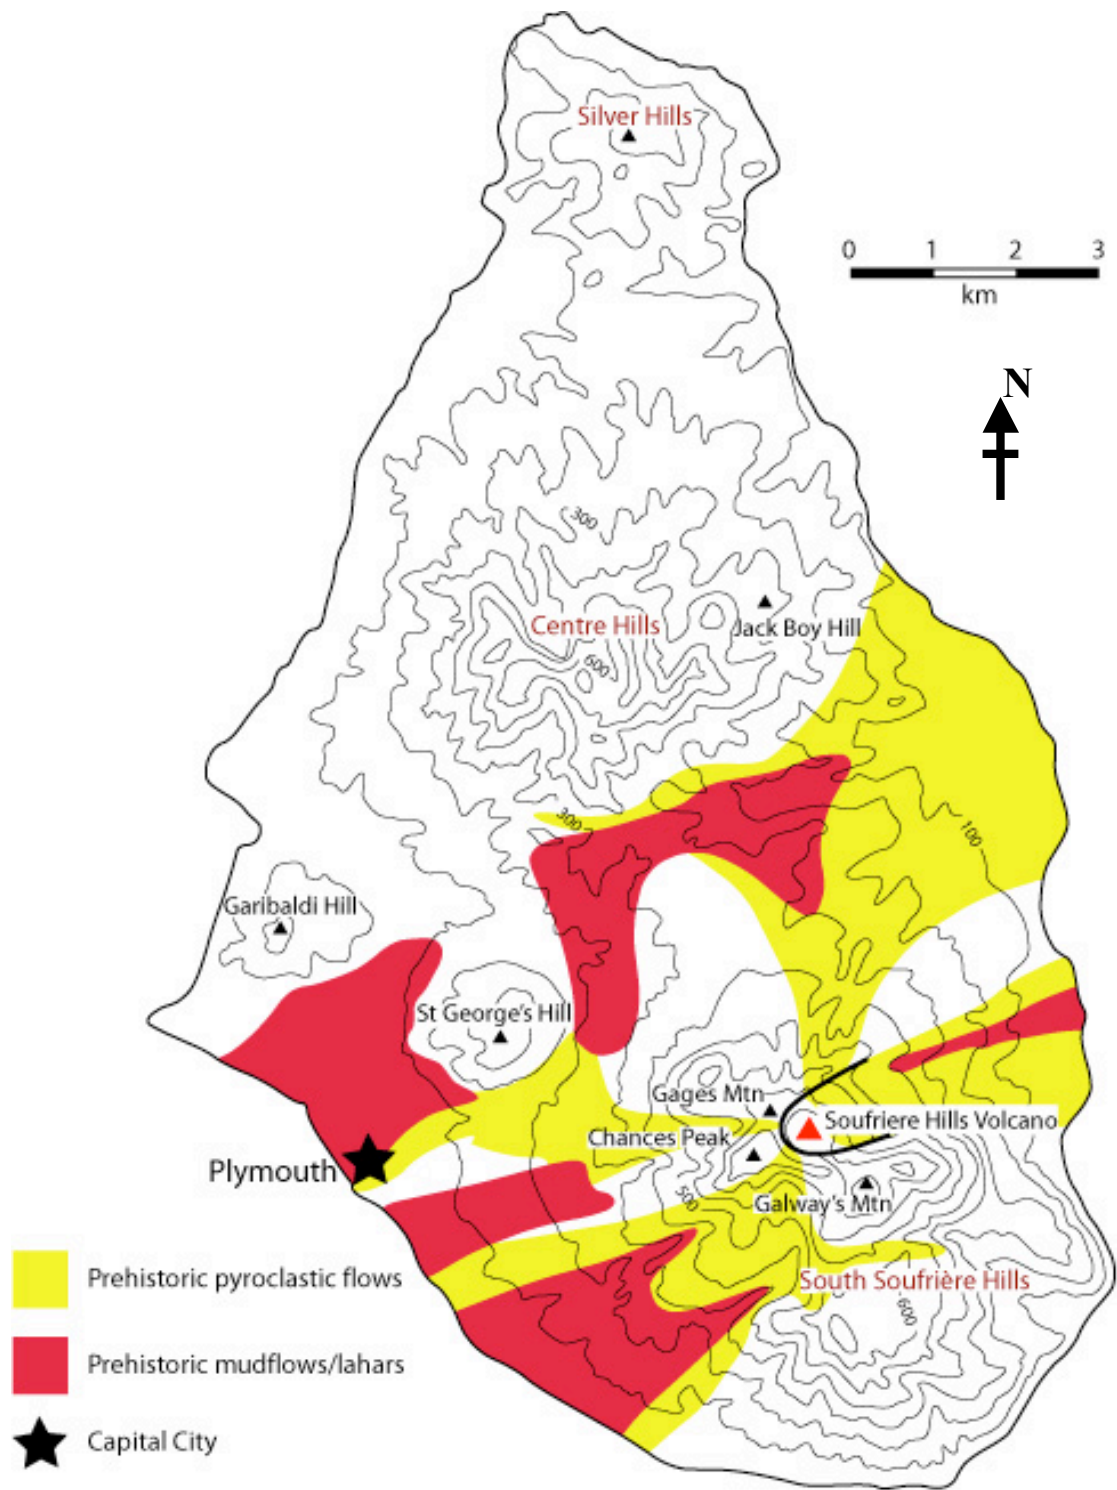 Silver Hills
0 1 2 3
km
N
300
Centre Hills
Jack Boy Hill
600
300
100
Garibaldi Hill
St George's Hill
Gages Mtn
Soufriere Hills Volcano
Chances Peak
Plymouth
Galway's Mtn
500
South Soufrière Hills
600
Prehistoric pyroclastic flows
Prehistoric mudflows/lahars
Capital City